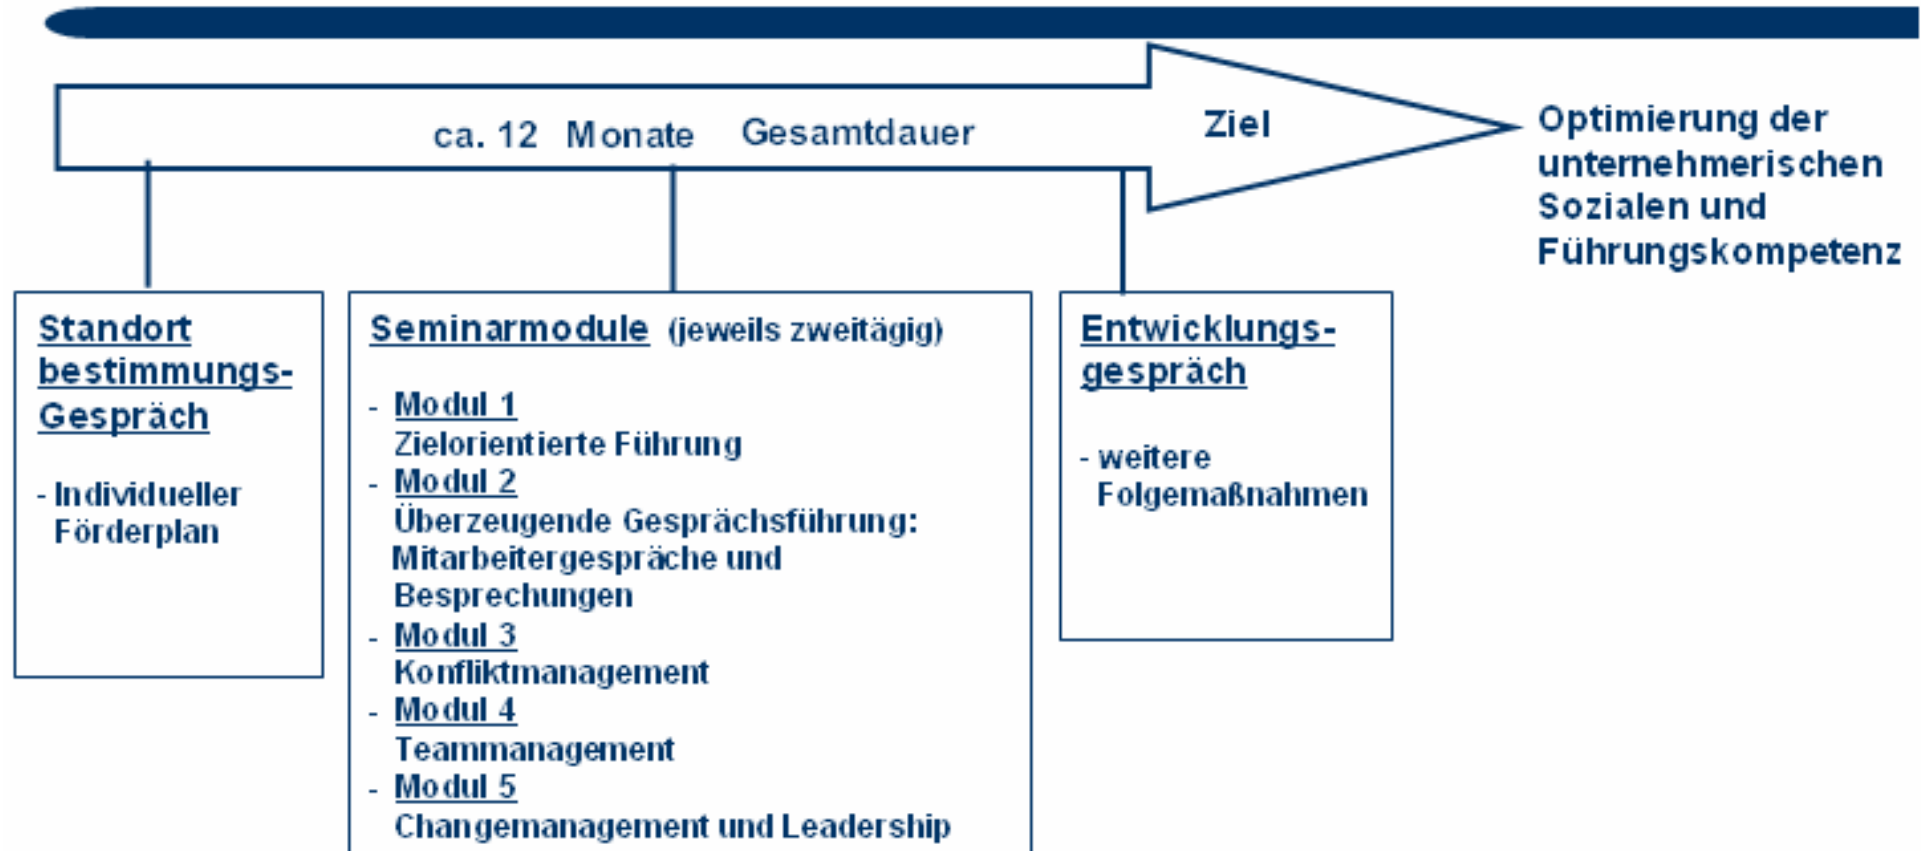 ca. 12 Monate Gesamtdauer
Ziel
Optimierung der
unternehmerischen
Sozialen und
Führungskompetenz
Standort
bestimmungs-
Gespräch
- Individueller
Förderplan
Seminarmodule (jeweils zweitägig)
- Modul 1
Zielorientierte Führung
- Modul 2
Überzeugende Gesprächsführung:
Mitarbeitergespräche und
Besprechungen
- Modul 3
Konfliktmanagement
- Modul 4
Teammanagement
- Modul 5
Changemanagement und Leadership
Entwicklungs-
gespräch
- weitere
Folgemaßnahmen